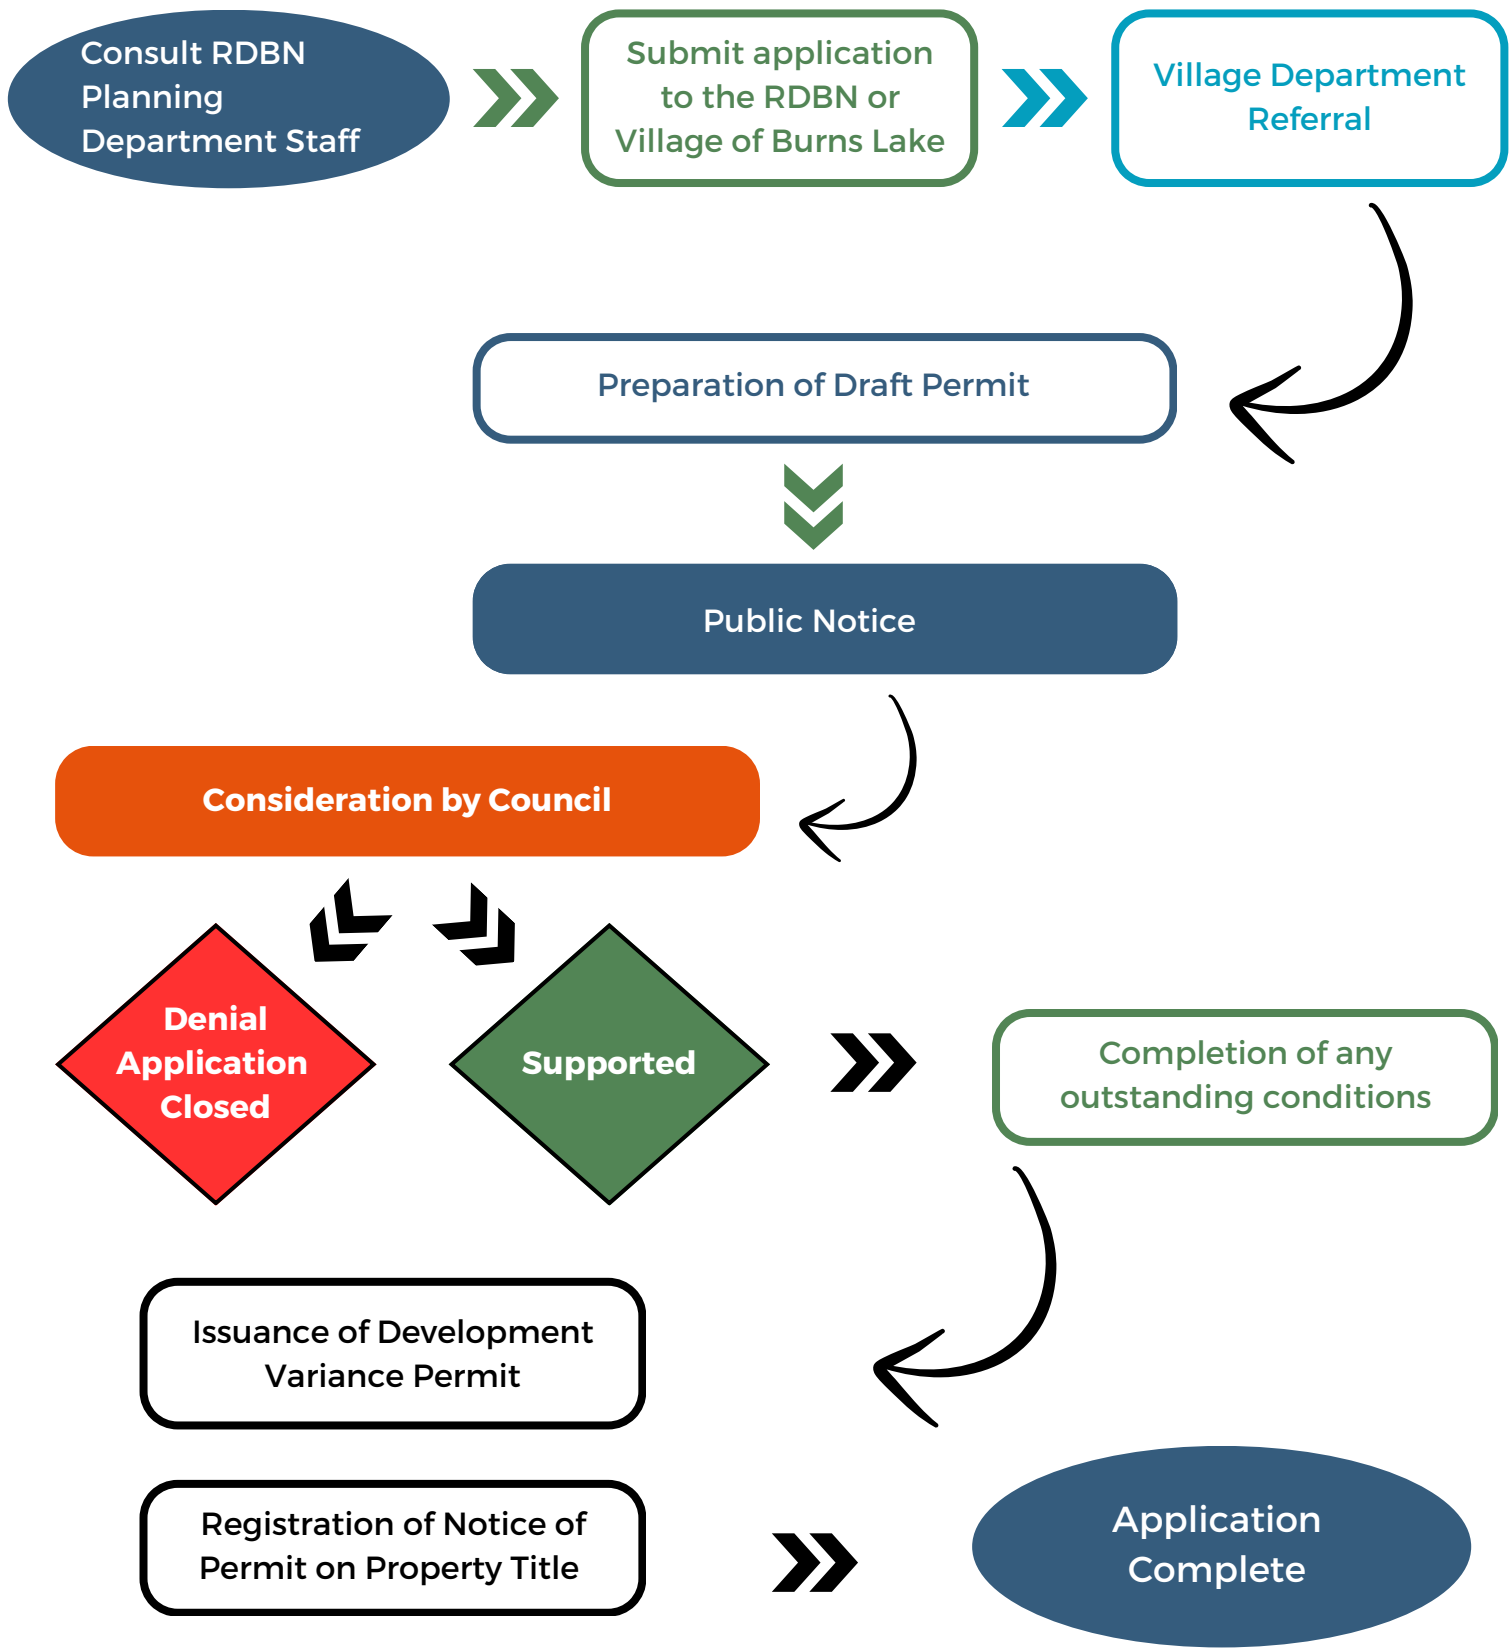 Consult RDBN
Planning
Department Staff
Submit application
to the RDBN or
Village of Burns Lake
Village Department
Referral
Preparation of Draft Permit
Public Notice
Consideration by Council
Denial
Application
Closed
Supported
Completion of any
outstanding conditions
Issuance of Development
Variance Permit
Registration of Notice of
Permit on Property Title
Application
Complete